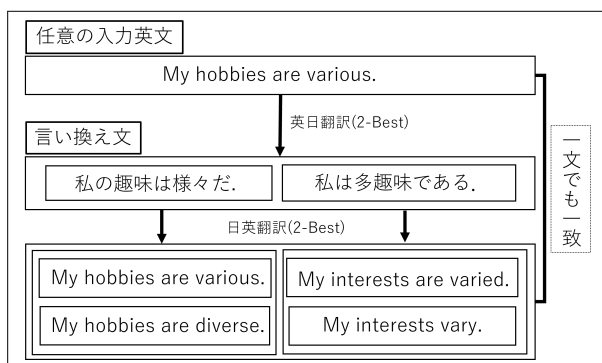 任意の入力英文
My hobbies are various.
英日翻訳(2-Best)
言い換え文
私の趣味は様々だ.
私は多趣味である.
日英翻訳(2-Best)
My hobbies are various.
My hobbies are diverse.
My interests are varied.
My interests vary.
一文でも一致